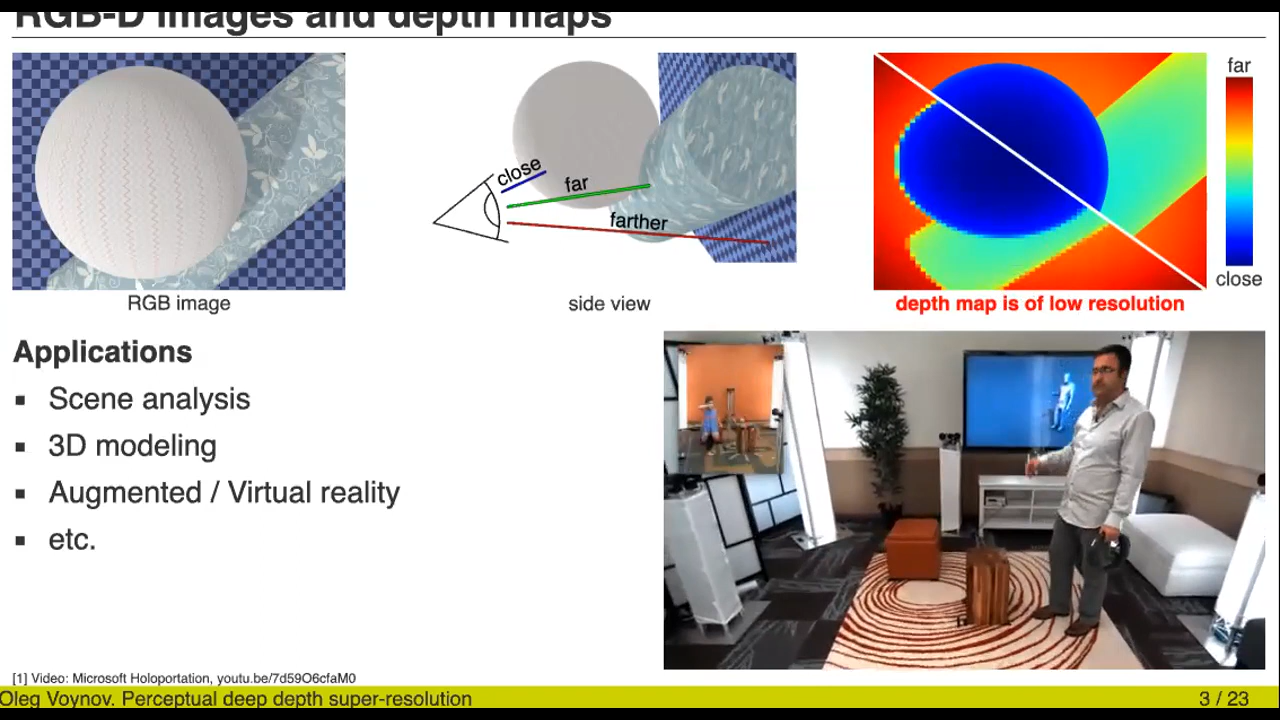 RGB-D images and depth maps
close
far
farther
far
close
RGB image
side view
depth map is of low resolution
Applications
▪ Scene analysis
▪ 3D modeling
▪ Augmented / Virtual reality
▪ etc.
[1] Video: Microsoft Holoportation, youtu.be/7d59O6cfaM0
Oleg Voynov. Perceptual deep depth super-resolution
3 / 23